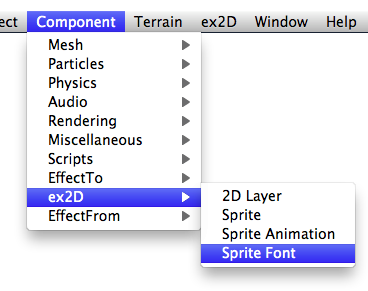 ect Component Terrain ex2D Window Help
Mesh
Particles
Physics
Audio
Rendering
Miscellaneous
Scripts
EffectTo
ex2D
EffectFrom
2D Layer
Sprite
Sprite Animation
Sprite Font